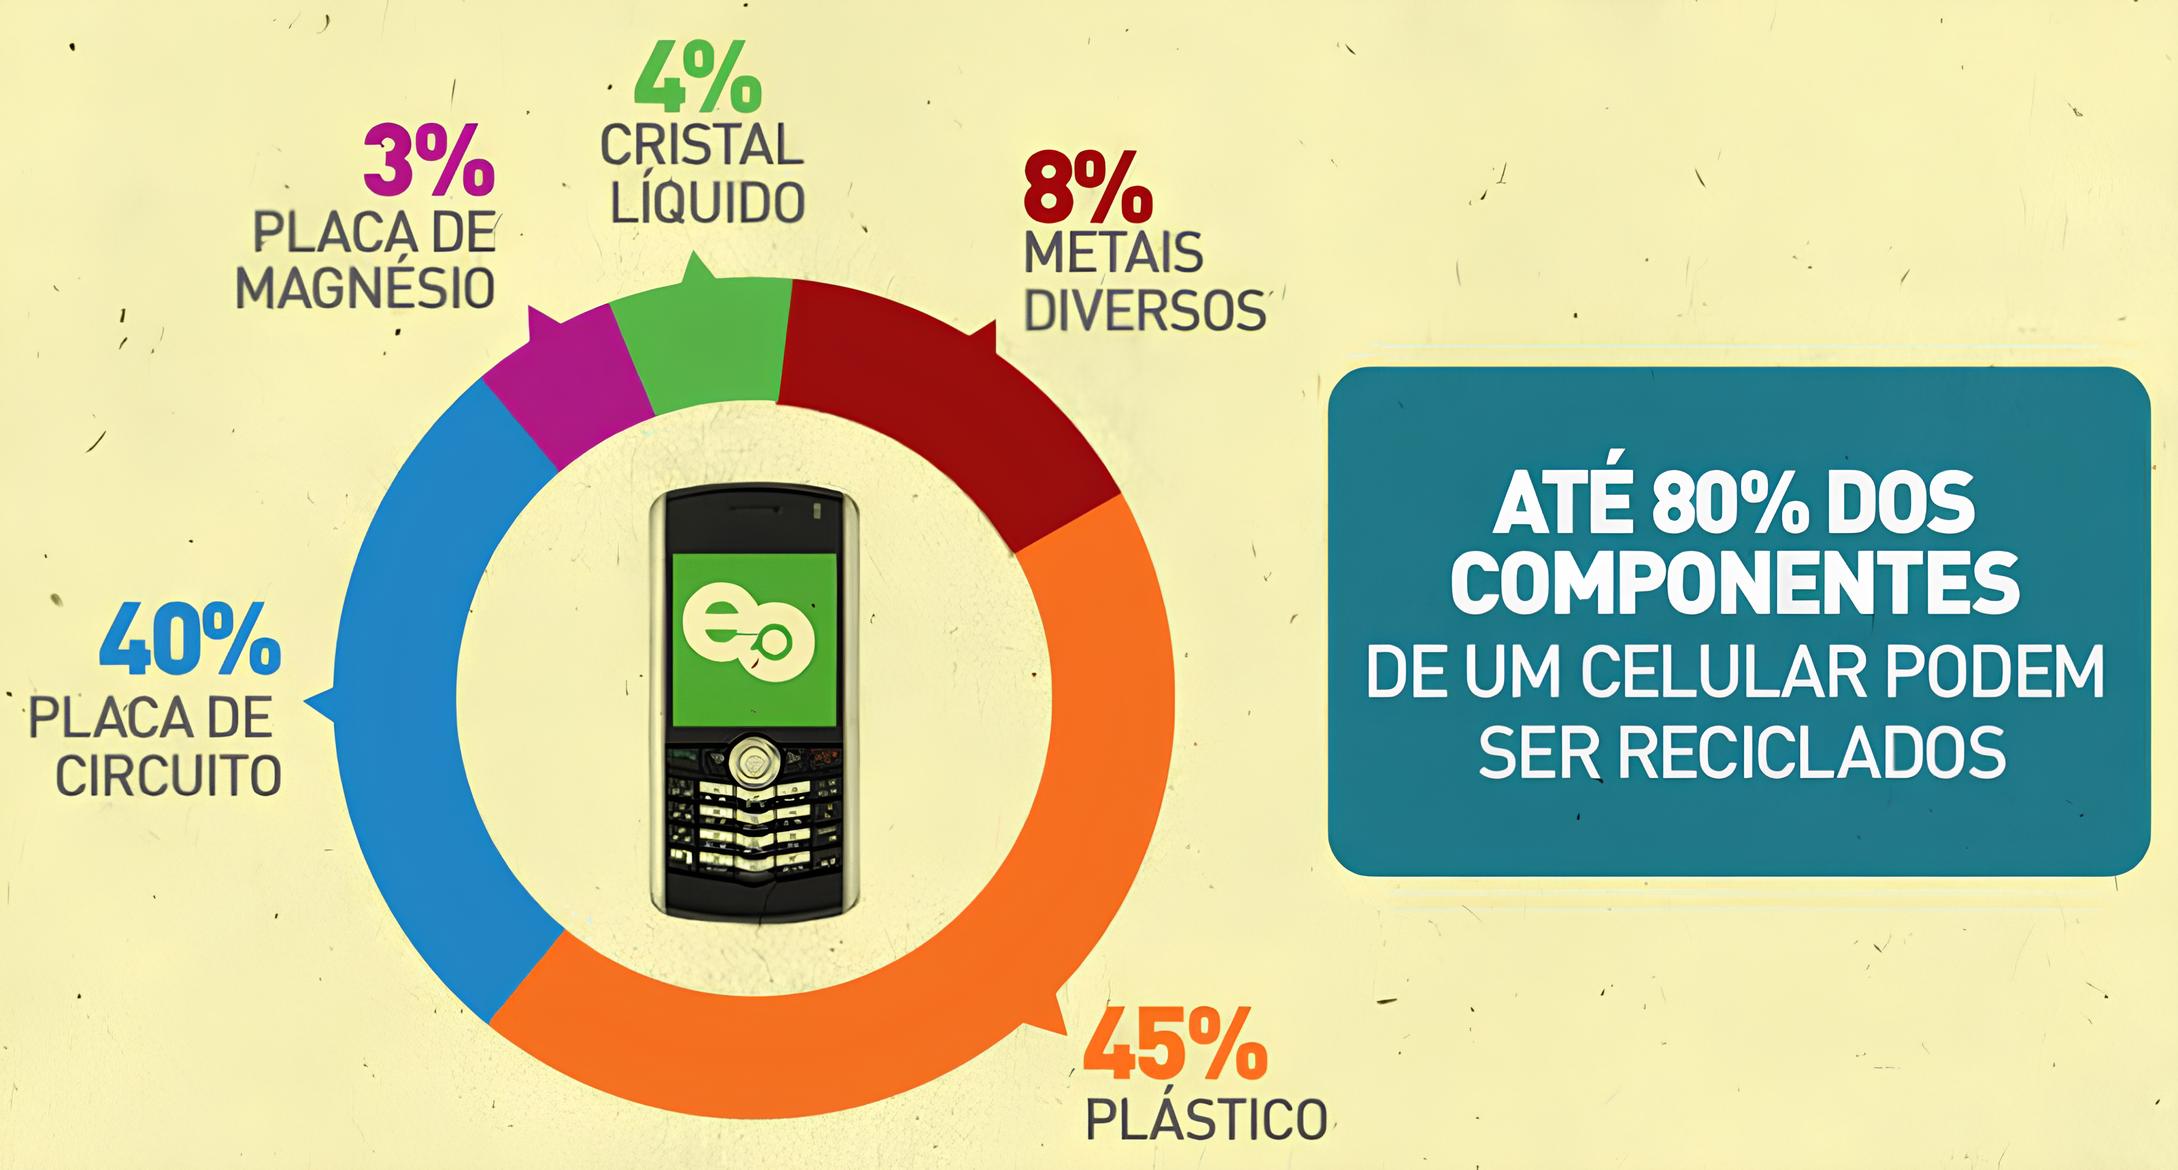 4%
CRISTAL
LÍQUIDO
3%
PLACA DE
MAGNÉSIO
8%
METAIS
DIVERSOS
40%
PLACA DE
CIRCUITO
45%
PLÁSTICO
ATÉ 80% DOS
COMPONENTES
DE UM CELULAR PODEM
SER RECICLADOS